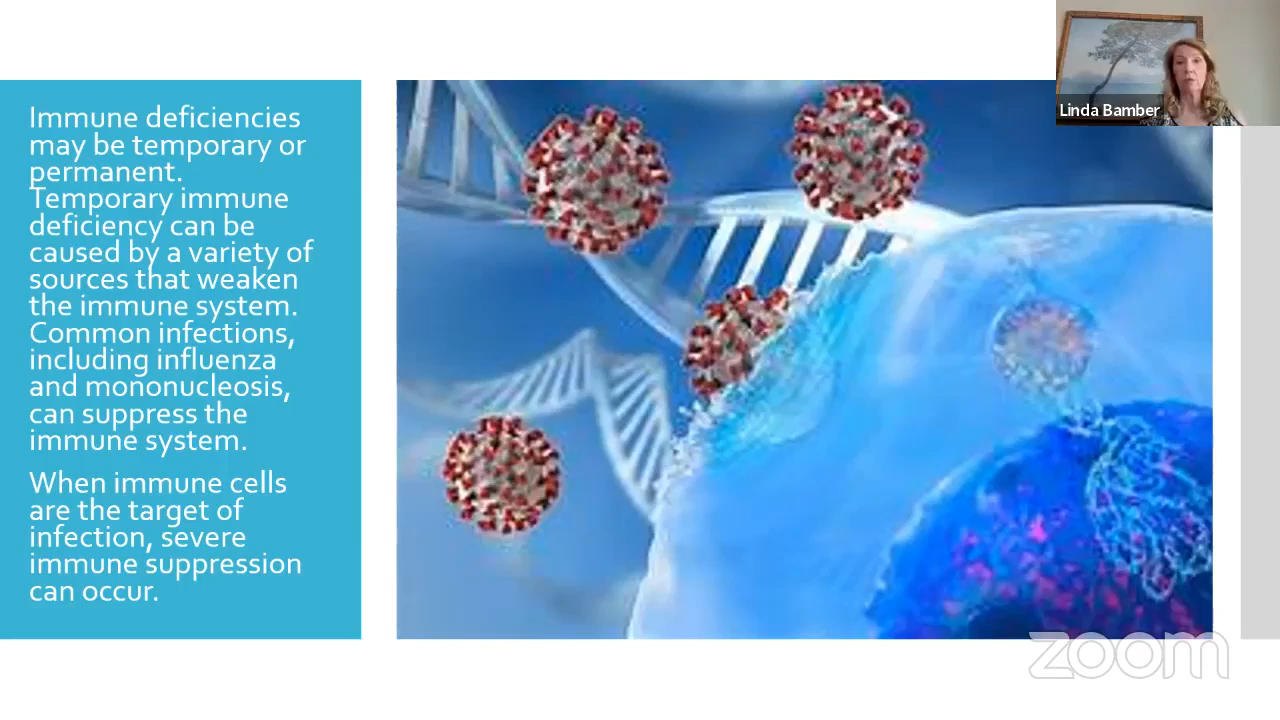 Linda Bamber
Immune deficiencies
may be temporary or
permanent.
Temporary immune
deficiency can be
caused by a variety of
sources that weaken
the immune system.
Common infections,
including influenza
and mononucleosis,
can suppress the
immune system.
When immune cells
are the target of
infection, severe
immune suppression
can occur.
zoom